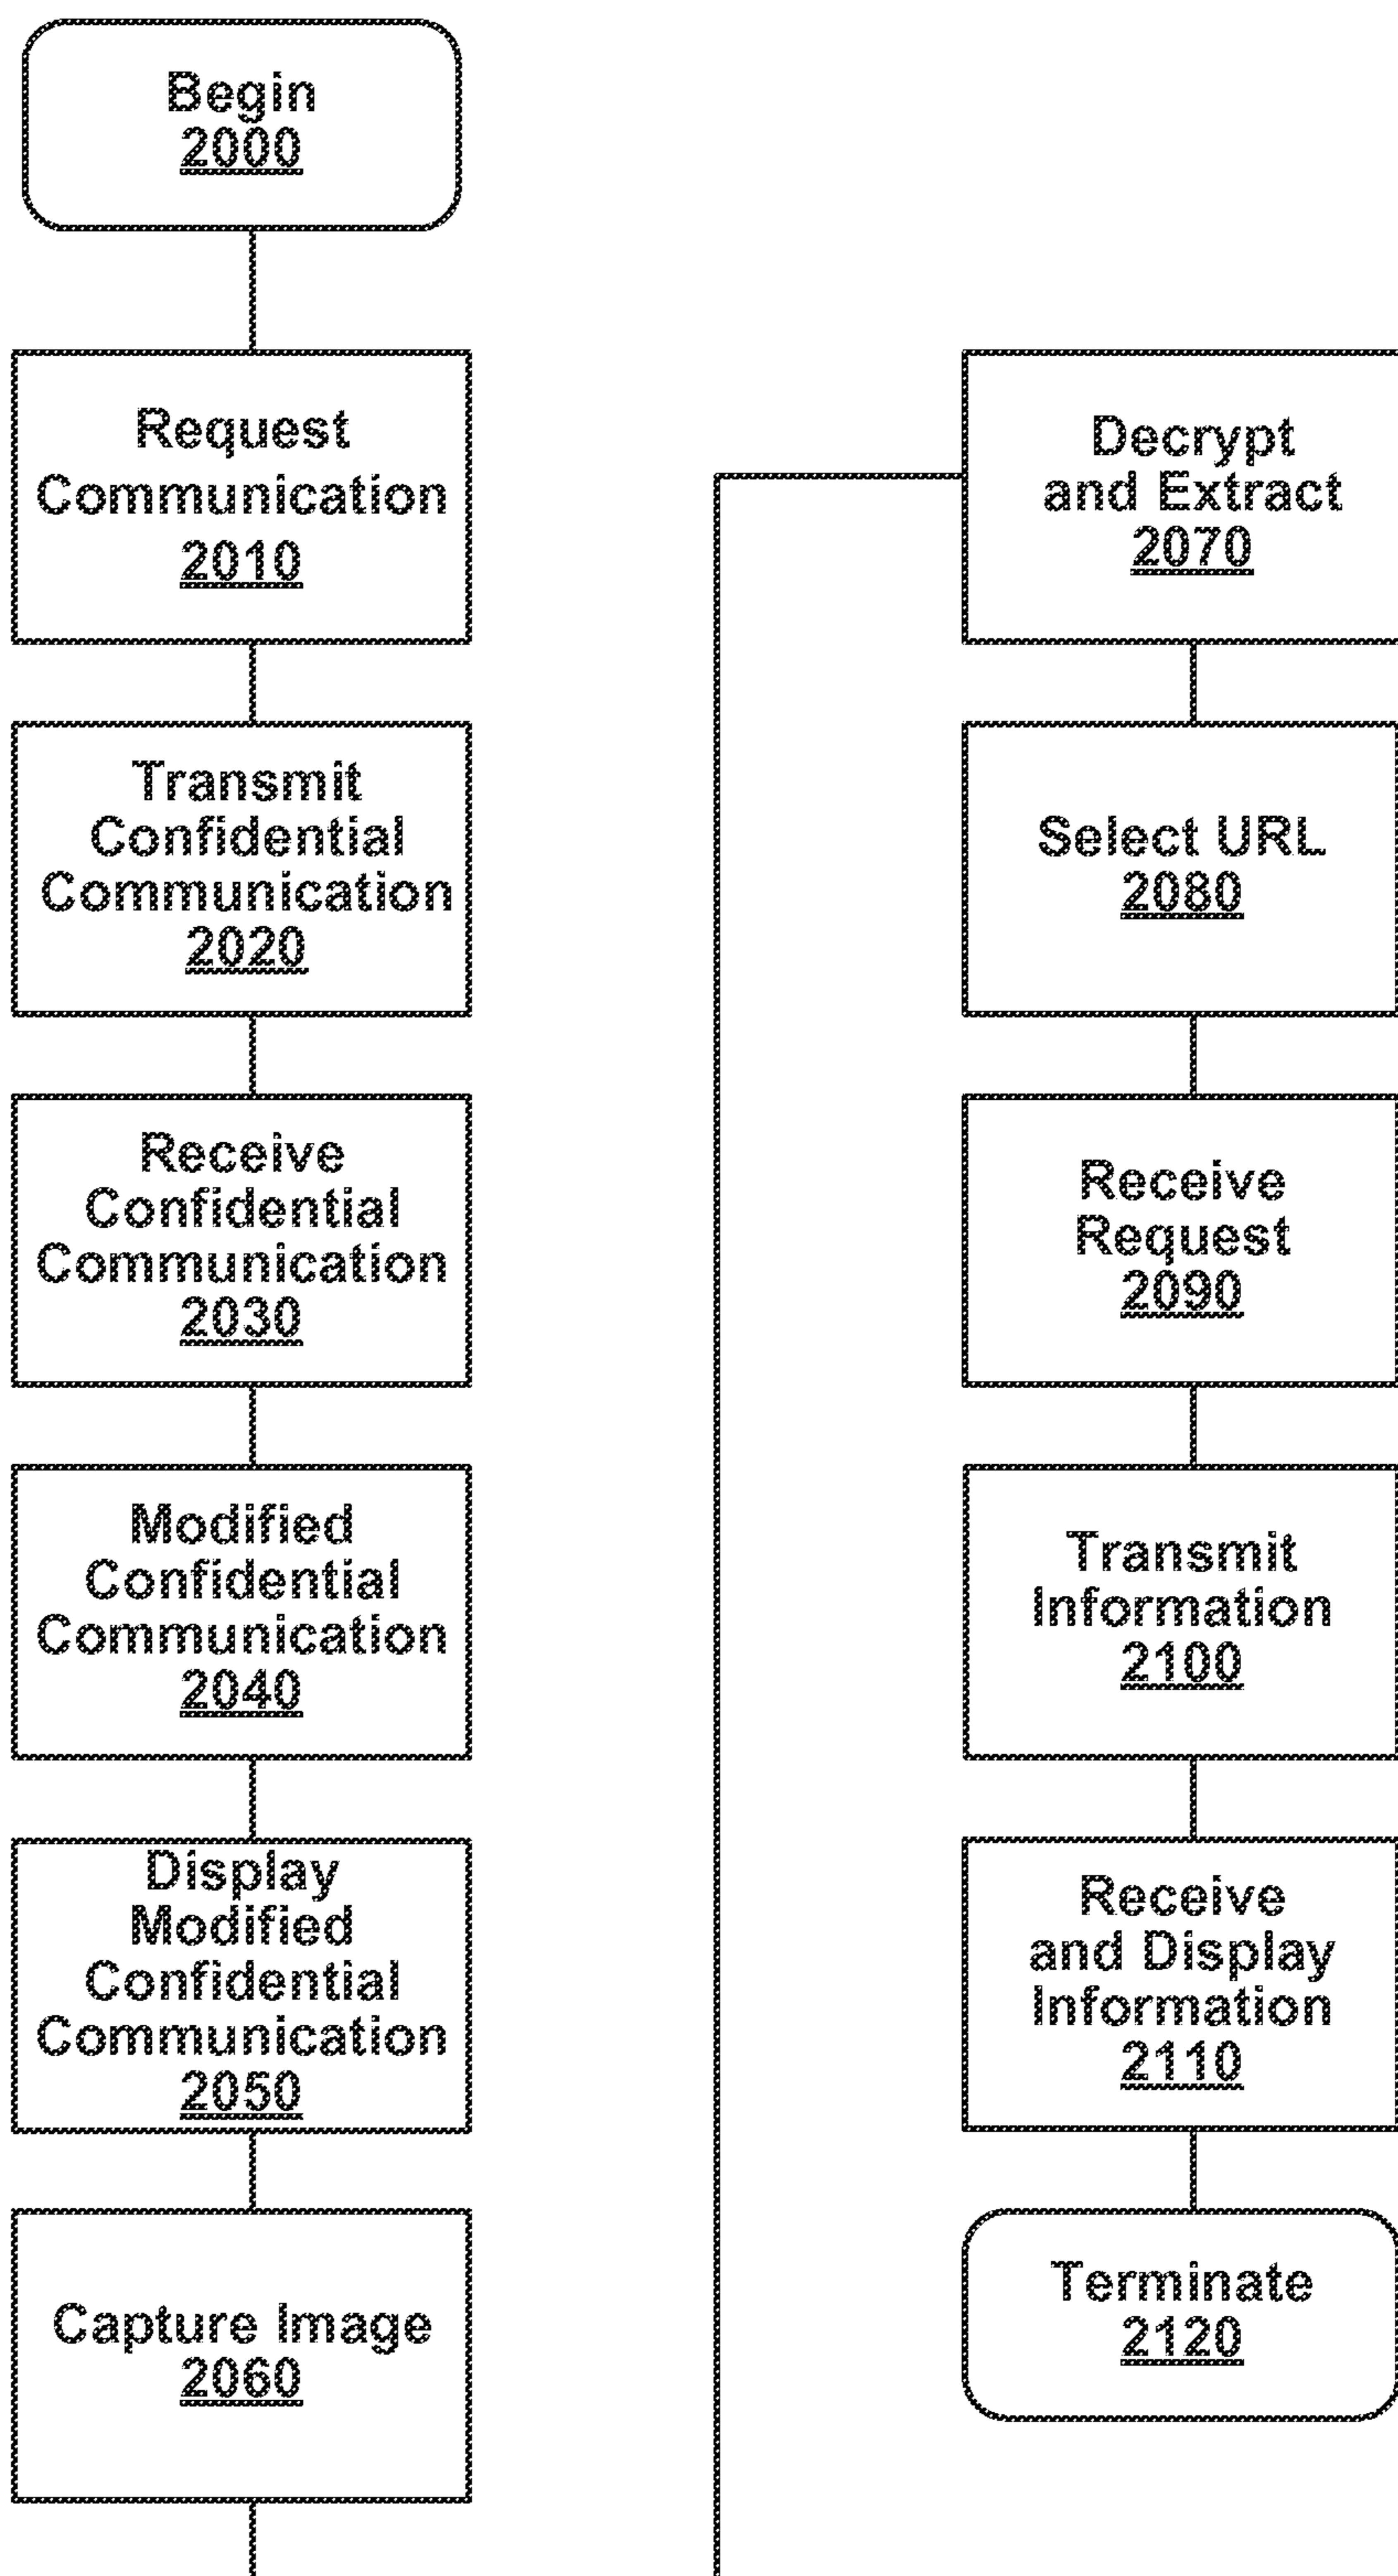 Begin
2000
Request
Communication
2010
Transmit
Confidential
Communication
2020
Receive
Confidential
Communication
2030
Modified
Confidential
Communication
2040
Display
Modified
Confidential
Communication
2050
Capture Image
2060
Decrypt
and Extract
2070
Select URL
2080
Receive
Request
2090
Transmit
Information
2100
Receive
and Display
Information
2110
Terminate
2120